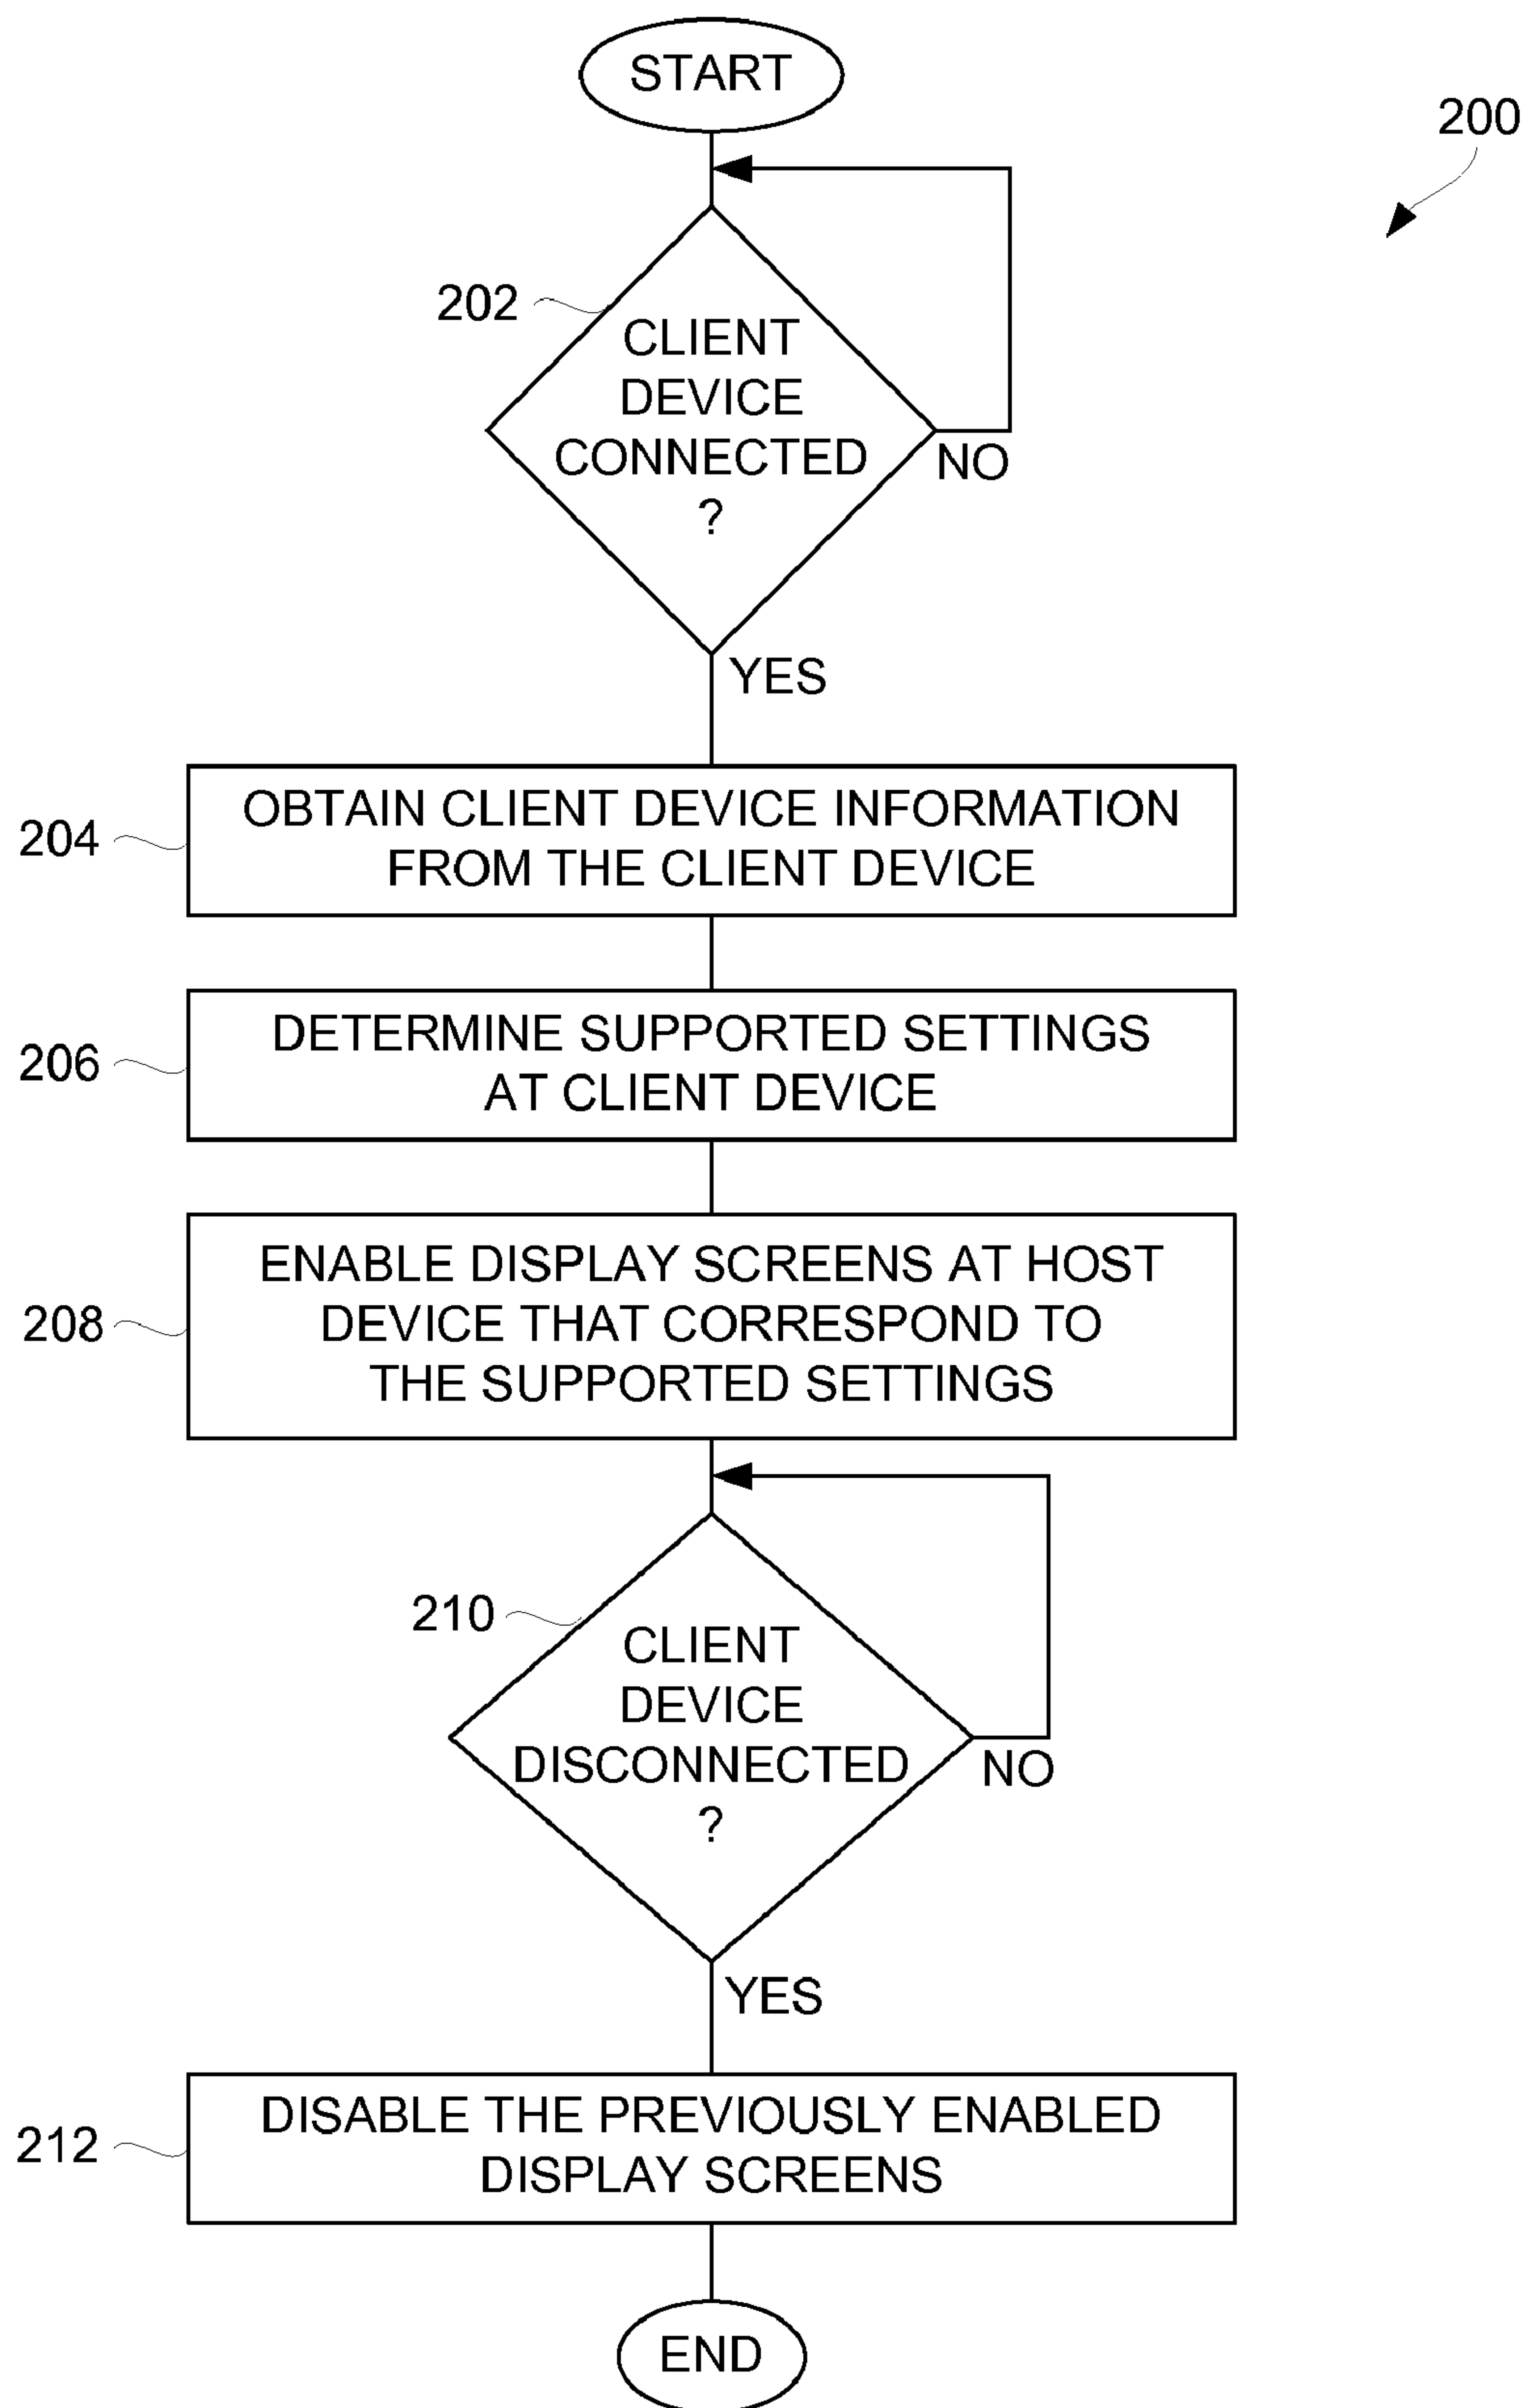 START
200
202
CLIENT
DEVICE
CONNECTED
?
NO
YES
204
OBTAIN CLIENT DEVICE INFORMATION
FROM THE CLIENT DEVICE
206
DETERMINE SUPPORTED SETTINGS
AT CLIENT DEVICE
208
ENABLE DISPLAY SCREENS AT HOST
DEVICE THAT CORRESPOND TO
THE SUPPORTED SETTINGS
210
CLIENT
DEVICE
DISCONNECTED
?
NO
YES
212
DISABLE THE PREVIOUSLY ENABLED
DISPLAY SCREENS
END